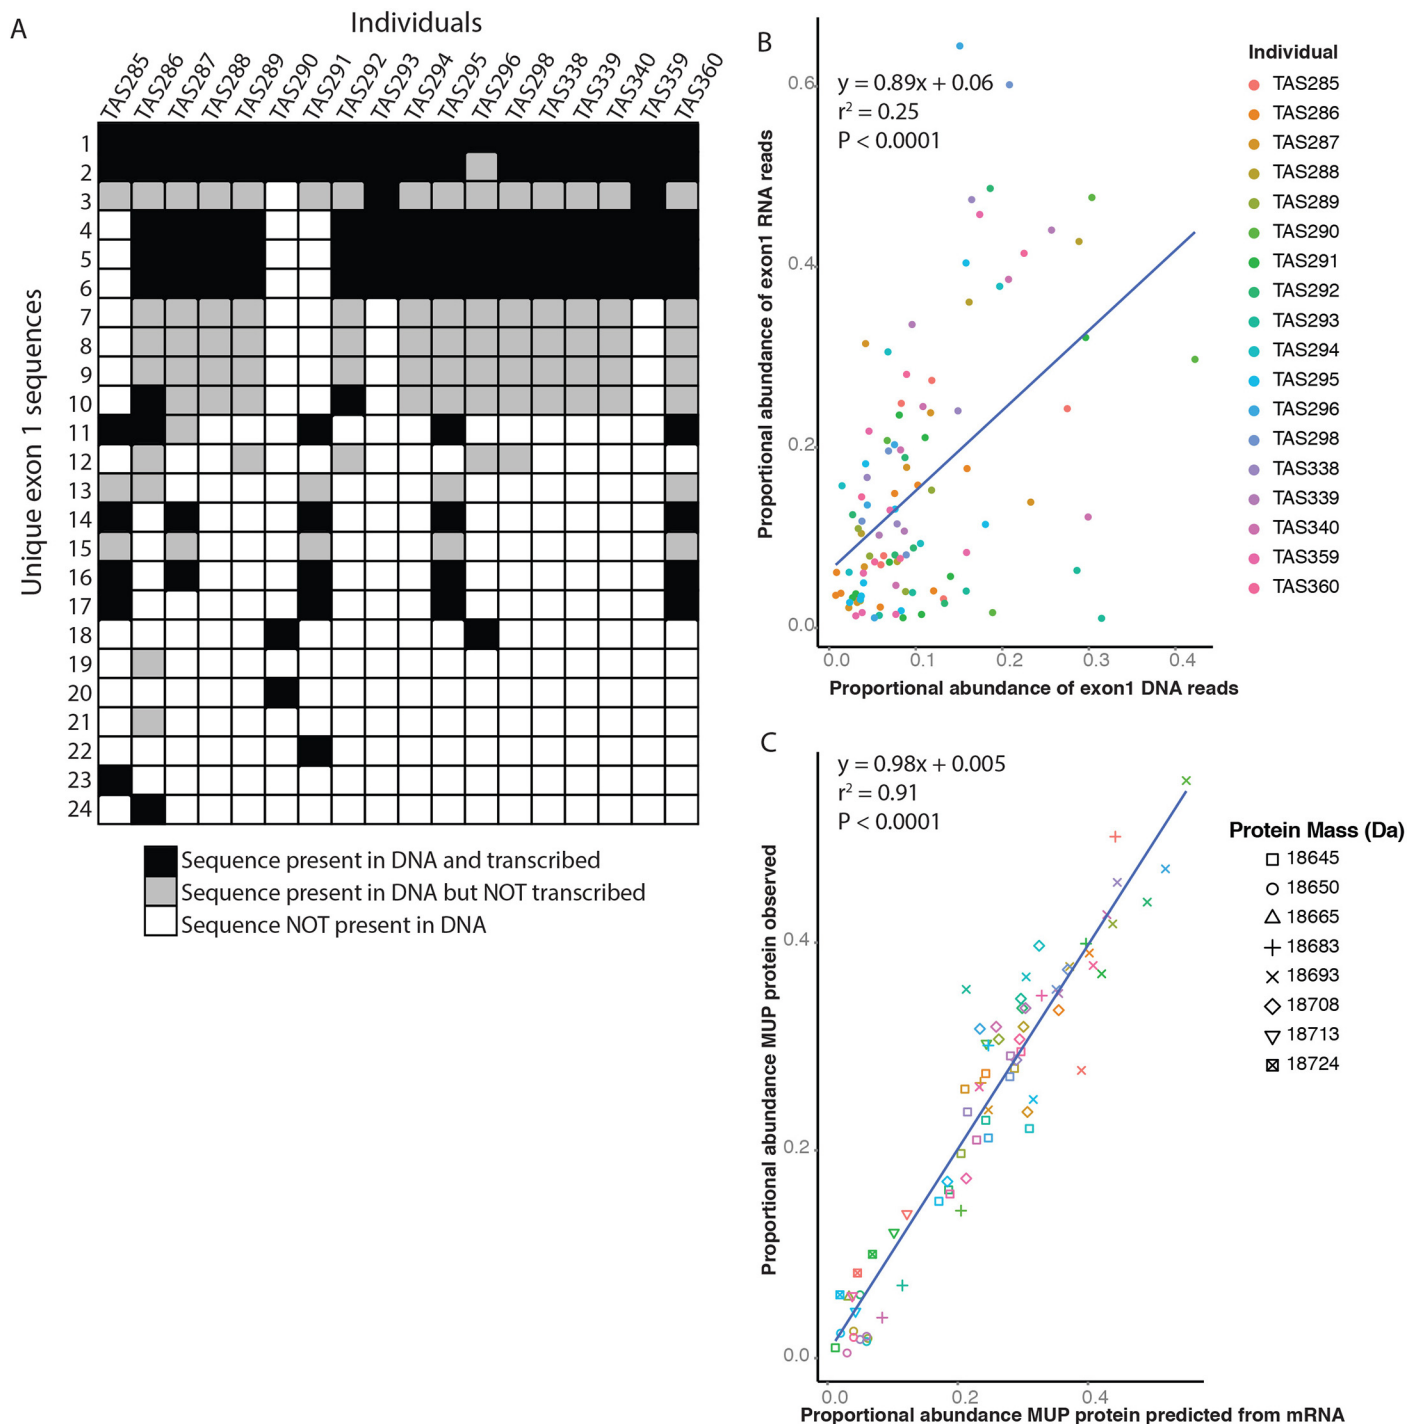 A
Individuals
TAS285
TAS286
TAS287
TAS288
TAS289
TAS290
TAS291
TAS292
TAS293
TAS294
TAS295
TAS296
TAS298
TAS338
TAS339
TAS340
TAS359
TAS360
Unique exon 1 sequences
1
2
3
4
5
6
7
8
9
10
11
12
13
14
15
16
17
18
19
20
21
22
23
24
Sequence present in DNA and transcribed
Sequence present in DNA but NOT transcribed
Sequence NOT present in DNA
B
y = 0.89x + 0.06
r² = 0.25
P < 0.0001
Proportional abundance of exon1 RNA reads
0.6
0.4
0.2
0.0
0.0 0.1 0.2 0.3 0.4
Proportional abundance of exon1 DNA reads
Individual
TAS285
TAS286
TAS287
TAS288
TAS289
TAS290
TAS291
TAS292
TAS293
TAS294
TAS295
TAS296
TAS298
TAS338
TAS339
TAS340
TAS359
TAS360
C
y = 0.98x + 0.005
r² = 0.91
P < 0.0001
Proportional abundance MUP protein observed
0.4
0.2
0.0
0.0 0.2 0.4
Proportional abundance MUP protein predicted from mRNA
Protein Mass (Da)
18645
18650
18665
18683
18693
18708
18713
18724